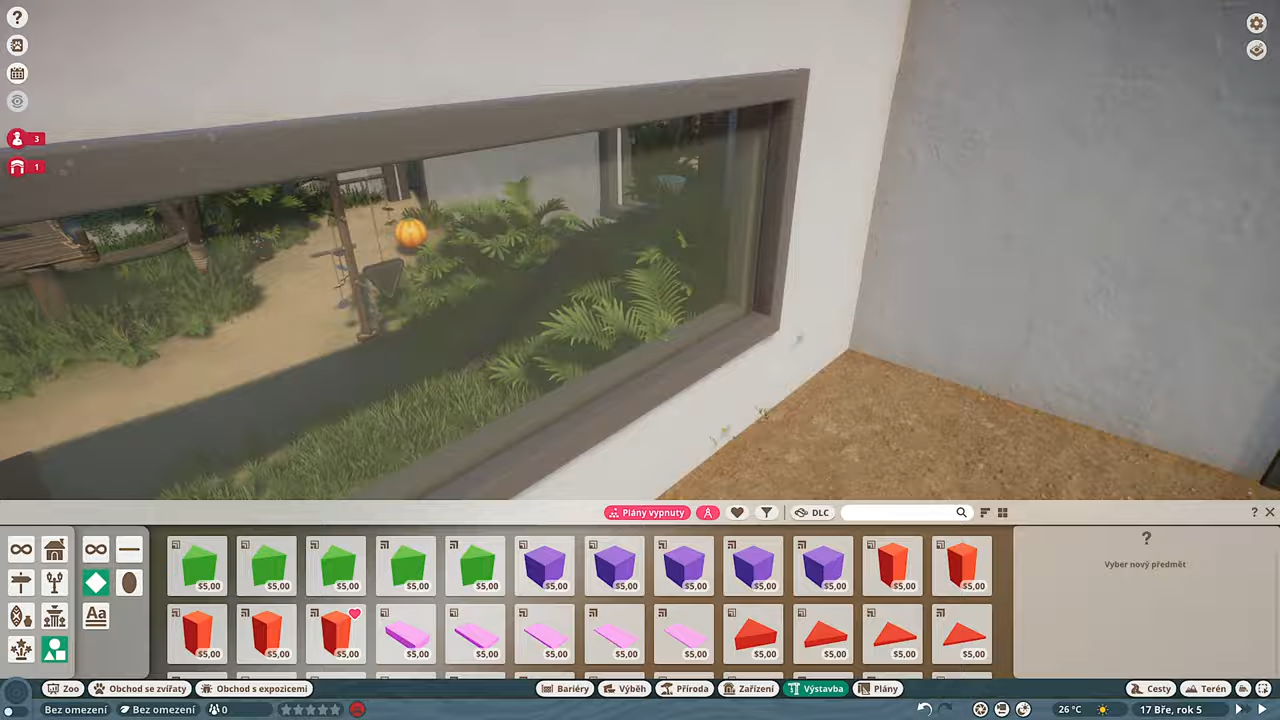 ?
3
1
Plány vypnuty
DLC
? ×
?
Vyber nový předmět
Aa
$5,00 $5,00 $5,00 $5,00 $5,00 $5,00 $5,00 $5,00 $5,00 $5,00 $5,00 $5,00
$5,00 $5,00 $5,00 $5,00 $5,00 $5,00 $5,00 $5,00 $5,00 $5,00 $5,00 $5,00
Zoo Obchod se zvířaty Obchod s expozicemi Bariéry Výběh Příroda Zařízení Výstavba Plány Cesty Terén
Bez omezení Bez omezení 0 26 °C 17 Bře, rok 5